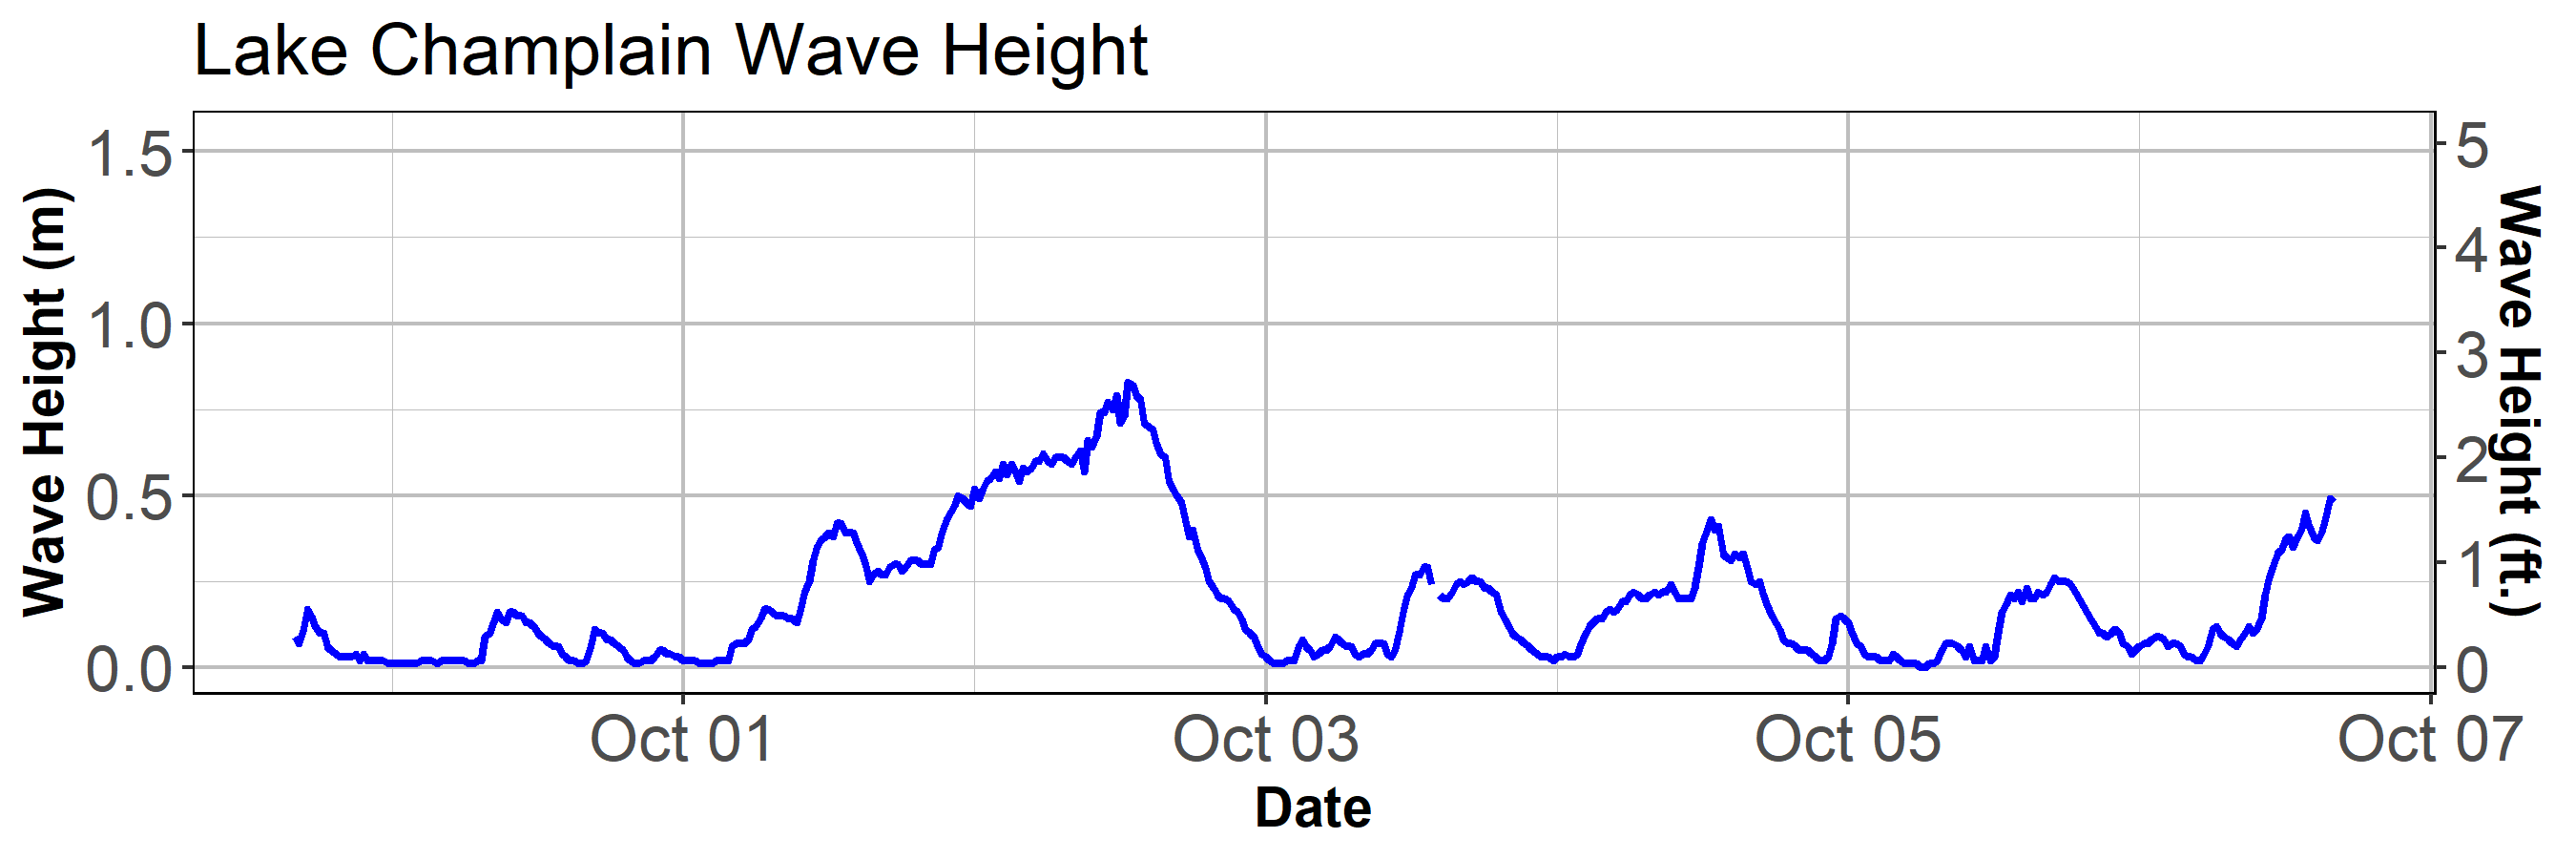 Lake Champlain Wave Height
Wave Height (m)
1.5
1.0
0.5
0.0
5
4
3
2
1
0
Wave Height (ft.)
Oct 01 Oct 03 Oct 05 Oct 07
Date